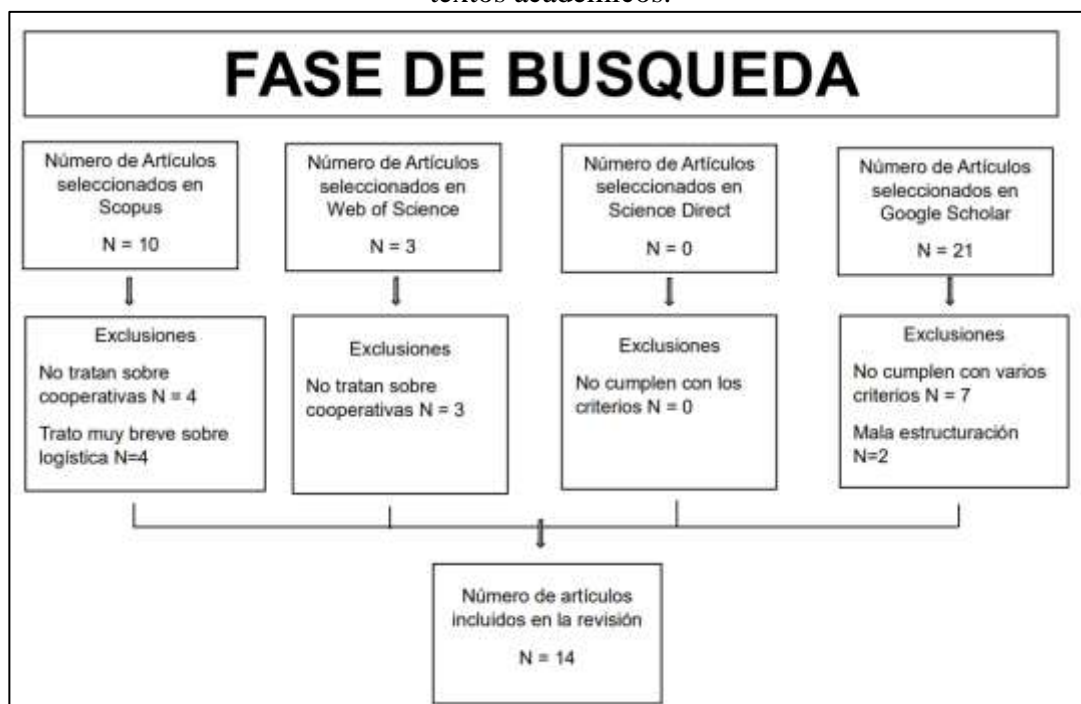 textos académicos.
FASE DE BUSQUEDA
Número de Artículos
seleccionados en
Scopus
N = 10
Número de Artículos
seleccionados en
Web of Science
N = 3
Número de Artículos
seleccionados en
Science Direct
N = 0
Número de Artículos
seleccionados en
Google Scholar
N = 21
Exclusiones
No tratan sobre
cooperativas N = 4
Trato muy breve sobre
logística N=4
Exclusiones
No tratan sobre
cooperativas N = 3
Exclusiones
No cumplen con los
criterios N = 0
Exclusiones
No cumplen con varios
criterios N = 7
Mala estructuración
N=2
Número de artículos
incluidos en la revisión
N = 14